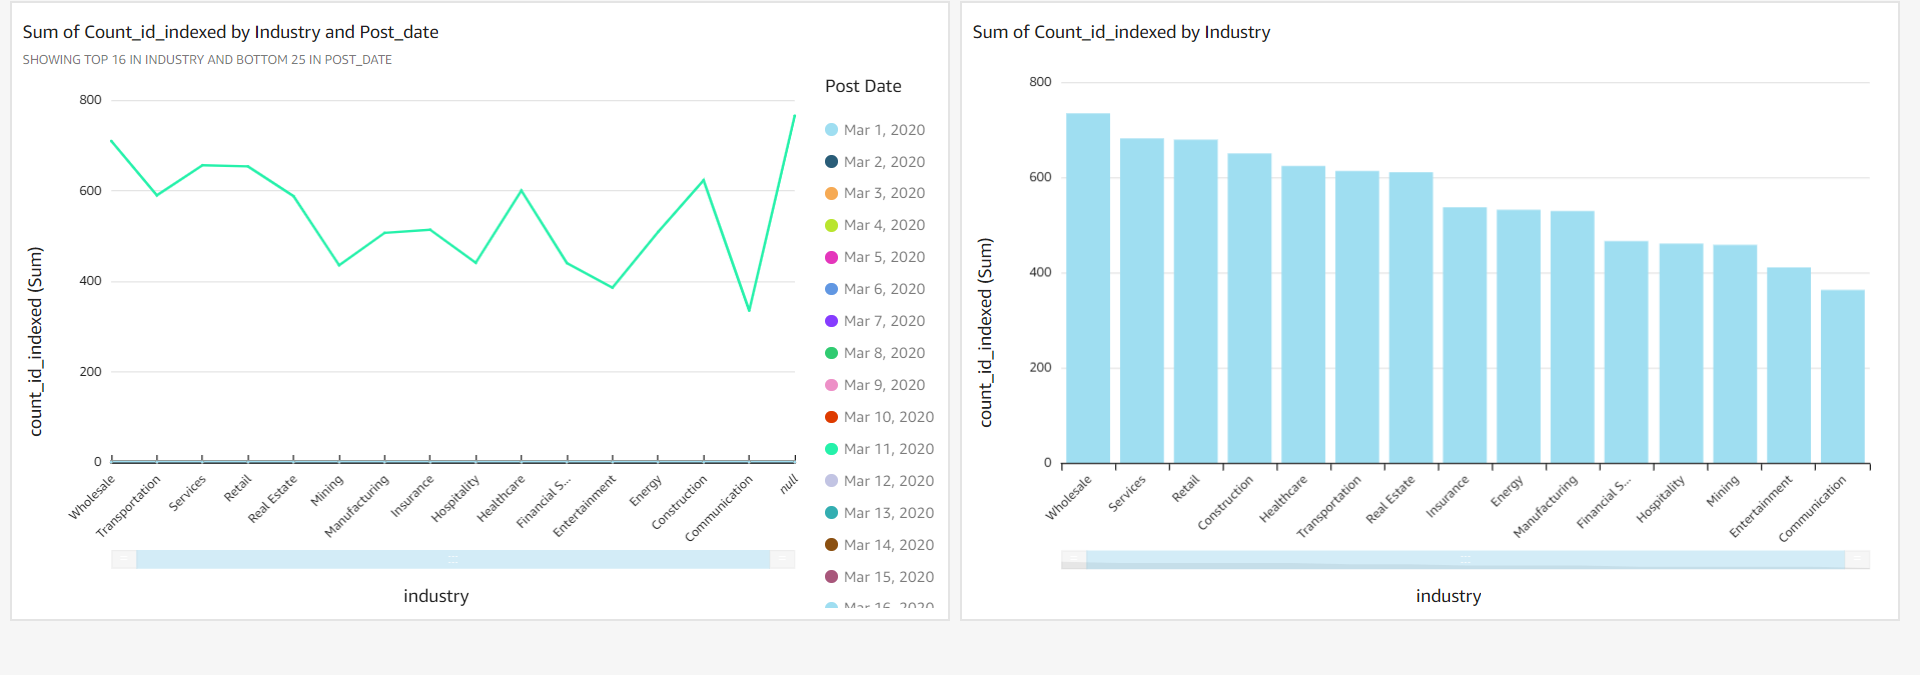 Sum of Count_id_indexed by Industry and Post_date
SHOWING TOP 16 IN INDUSTRY AND BOTTOM 25 IN POST_DATE
count_id_indexed (Sum)
800
600
400
200
0
Wholesale
Transportation
Services
Retail
Real Estate
Mining
Manufacturing
Insurance
Hospitality
Healthcare
Financial S...
Entertainment
Energy
Construction
Communication
null
industry
Post Date
Mar 1, 2020
Mar 2, 2020
Mar 3, 2020
Mar 4, 2020
Mar 5, 2020
Mar 6, 2020
Mar 7, 2020
Mar 8, 2020
Mar 9, 2020
Mar 10, 2020
Mar 11, 2020
Mar 12, 2020
Mar 13, 2020
Mar 14, 2020
Mar 15, 2020
Mar 16, 2020
Sum of Count_id_indexed by Industry
count_id_indexed (Sum)
800
600
400
200
0
Wholesale
Services
Retail
Construction
Healthcare
Transportation
Real Estate
Insurance
Energy
Manufacturing
Financial S...
Hospitality
Mining
Entertainment
Communication
industry